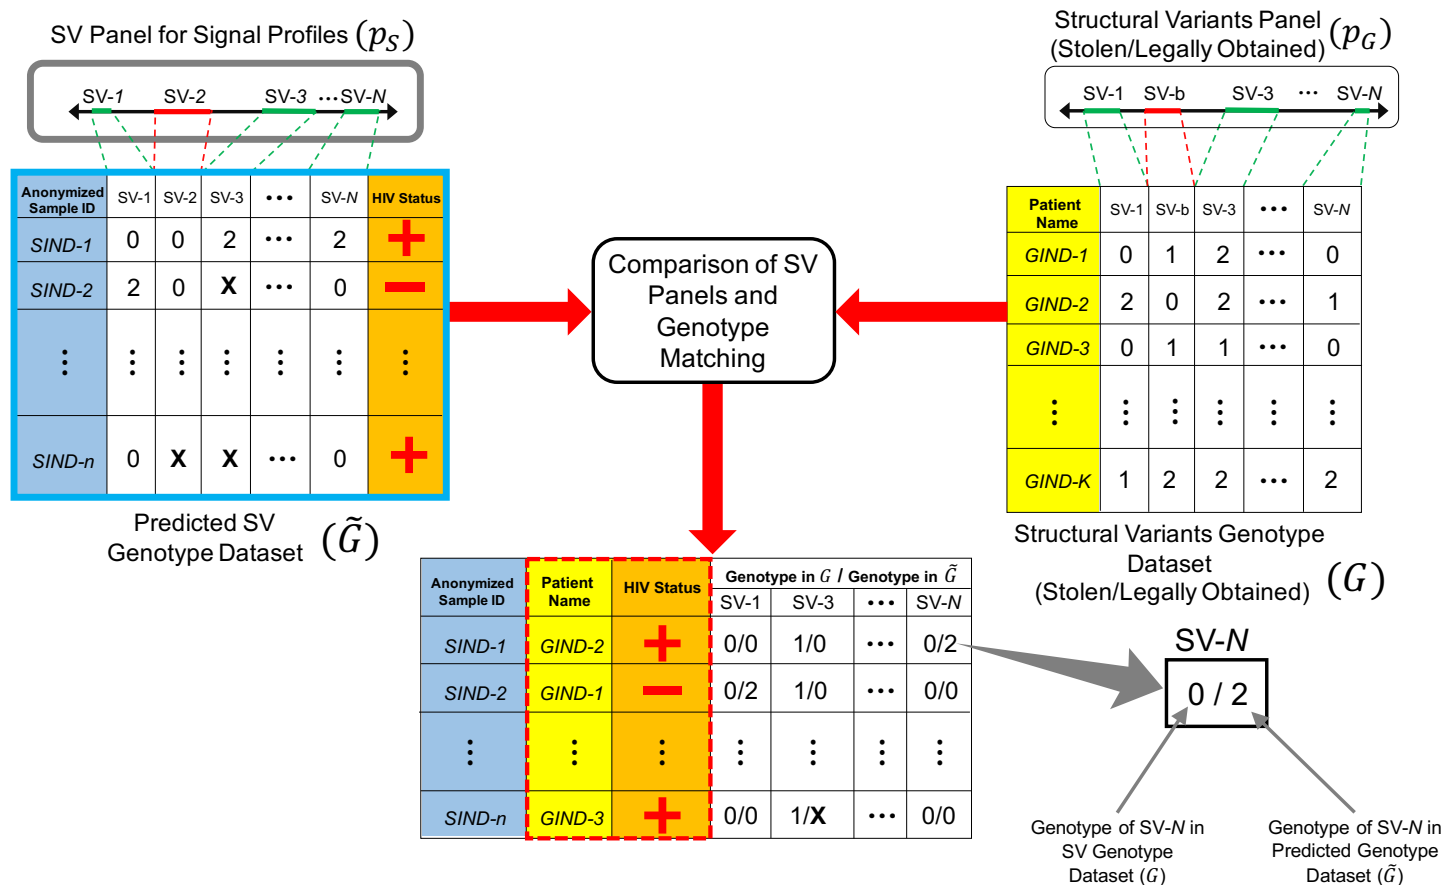 SV Panel for Signal Profiles (p_S)
SV-1 SV-2 SV-3 ...SV-N
Anonymized Sample ID SV-1 SV-2 SV-3 ... SV-N HIV Status
SIND-1 0 0 2 ... 2 +
SIND-2 2 0 X ... 0 −
⋮ ⋮ ⋮ ⋮ ⋮ ⋮
SIND-n 0 X X ... 0 +
Predicted SV
Genotype Dataset (G̃)
Structural Variants Panel
(Stolen/Legally Obtained) (p_G)
SV-1 SV-b SV-3 ... SV-N
Patient Name SV-1 SV-b SV-3 ... SV-N
GIND-1 0 1 2 ... 0
GIND-2 2 0 2 ... 1
GIND-3 0 1 1 ... 0
⋮ ⋮ ⋮ ⋮ ⋮ ⋮
GIND-K 1 2 2 ... 2
Structural Variants Genotype
Dataset
(Stolen/Legally Obtained) (G)
Comparison of SV
Panels and
Genotype
Matching
Anonymized Sample ID Patient Name HIV Status Genotype in G / Genotype in G̃
SV-1 SV-3 ... SV-N
SIND-1 GIND-2 + 0/0 1/0 ... 0/2
SIND-2 GIND-1 − 0/2 1/0 ... 0/0
⋮ ⋮ ⋮ ⋮ ⋮ ⋮ ⋮
SIND-n GIND-3 + 0/0 1/X ... 0/0
SV-N
0 / 2
Genotype of SV-N in
SV Genotype
Dataset (G)
Genotype of SV-N in
Predicted Genotype
Dataset (G̃)